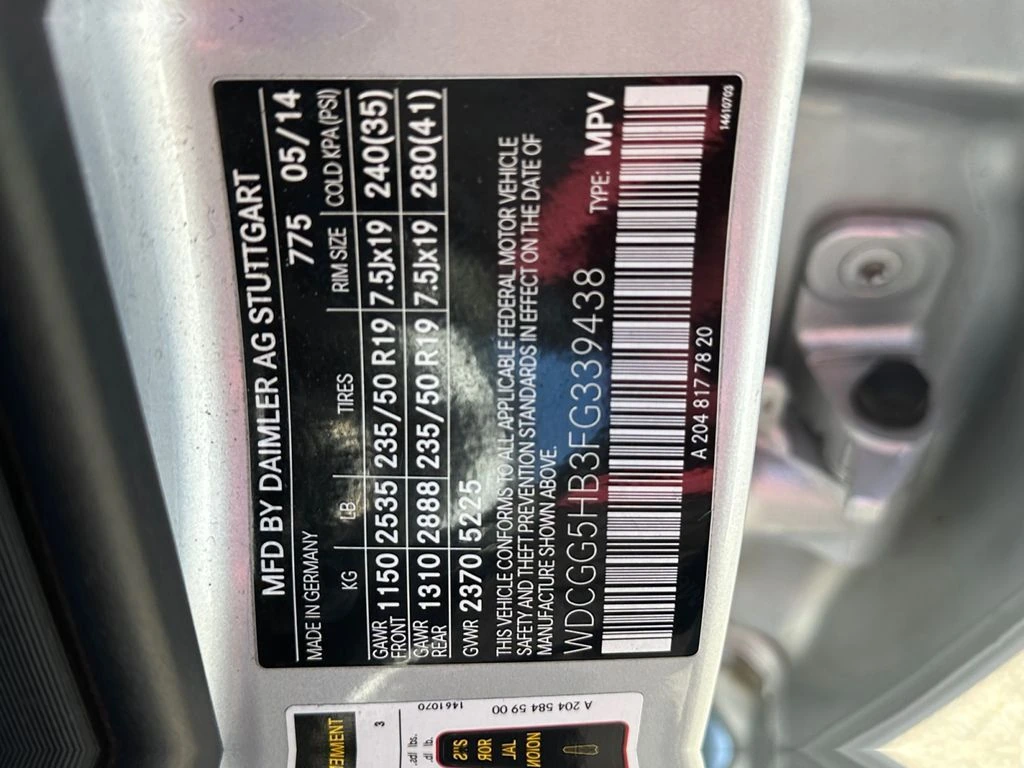 MFD BY DAIMLER AG STUTTGART
MADE IN GERMANY 775 05/14
KG LB TIRES RIM SIZE COLD KPA (PSI)
GAWR FRONT 1150 2535 235/50 R19 7.5Jx19 240(35)
GAWR REAR 1310 2888 235/50 R19 7.5Jx19 280(41)
GVWR 2370 5225
THIS VEHICLE CONFORMS TO ALL APPLICABLE FEDERAL MOTOR VEHICLE
SAFETY AND THEFT PREVENTION STANDARDS IN EFFECT ON THE DATE OF
MANUFACTURE SHOWN ABOVE.
WDCGG5HB3FG339438 TYPE: MPV
A 204 817 78 20 14610703
3
1461070
A 204 584 59 00